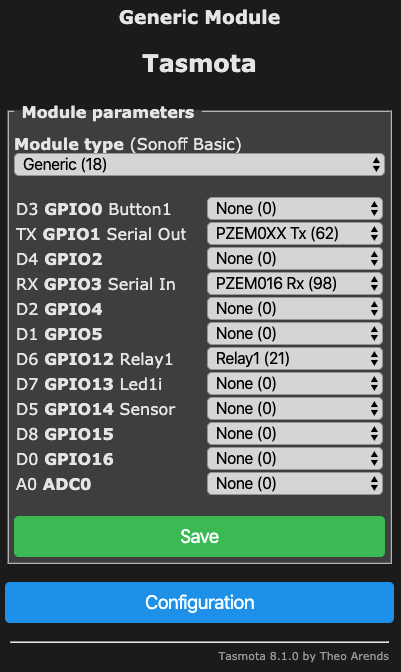 Generic Module
Tasmota
Module parameters
Module type (Sonoff Basic)
Generic (18)
D3 GPIO0 Button1 None (0)
TX GPIO1 Serial Out PZEM0XX Tx (62)
D4 GPIO2 None (0)
RX GPIO3 Serial In PZEM016 Rx (98)
D2 GPIO4 None (0)
D1 GPIO5 None (0)
D6 GPIO12 Relay1 Relay1 (21)
D7 GPIO13 Led1i None (0)
D5 GPIO14 Sensor None (0)
D8 GPIO15 None (0)
D0 GPIO16 None (0)
A0 ADC0 None (0)
Save
Configuration
Tasmota 8.1.0 by Theo Arends